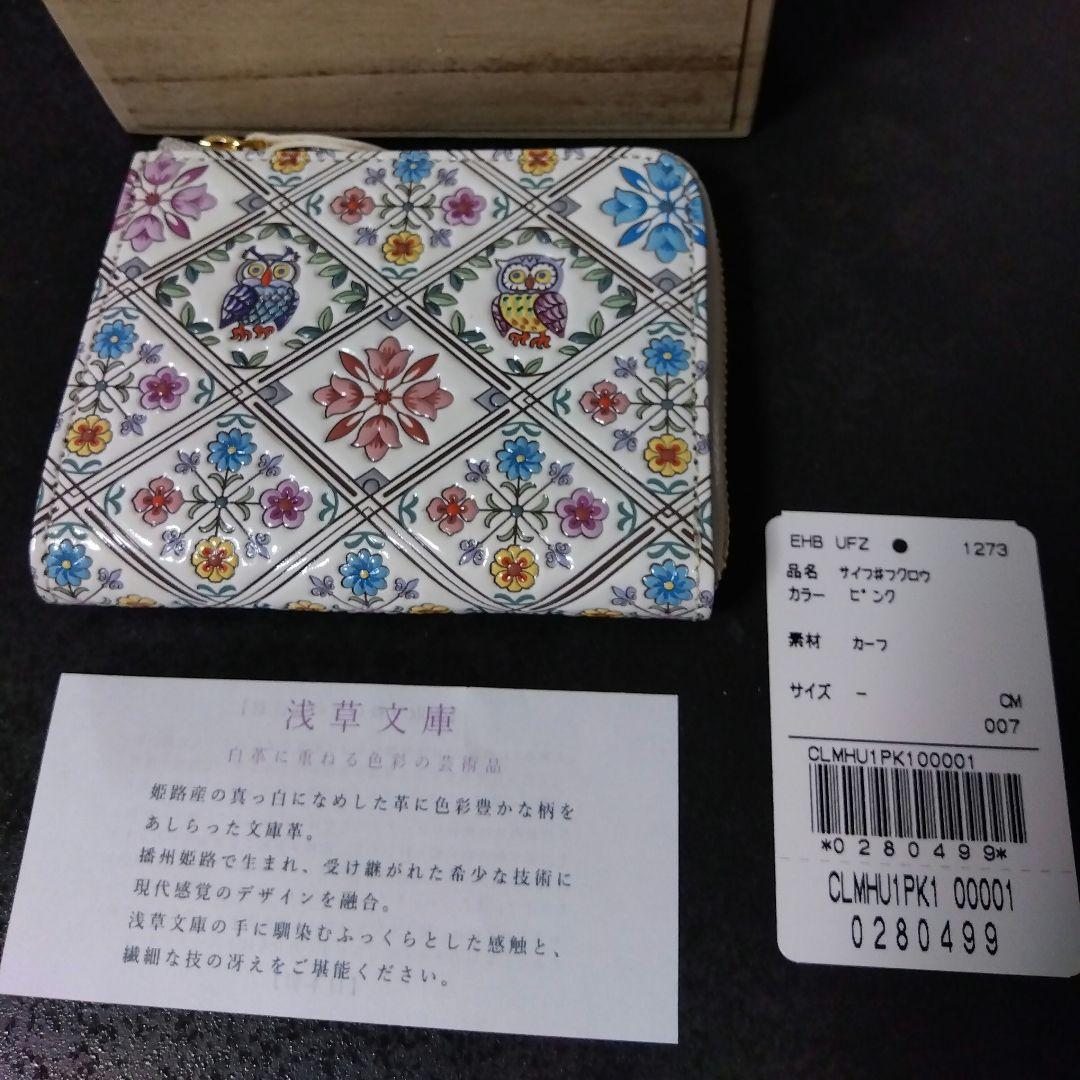 浅草文庫
白革に重ねる色彩の芸術品
姫路産の真っ白になめした革に色彩豊かな柄を
あしらった文庫革。
播州姫路で生まれ、受け継がれた希少な技術に
現代感覚のデザインを融合。
浅草文庫の手に馴染むふっくらとした感触と、
繊細な技の冴えをご堪能ください。
EHB UFZ 1273
品名 サイフ#フクロウ
カラー ピンク
素材 カーフ
サイズ -
CM
007
CLMHU1PK100001
*0280499*
CLMHU1PK1 00001
0280499